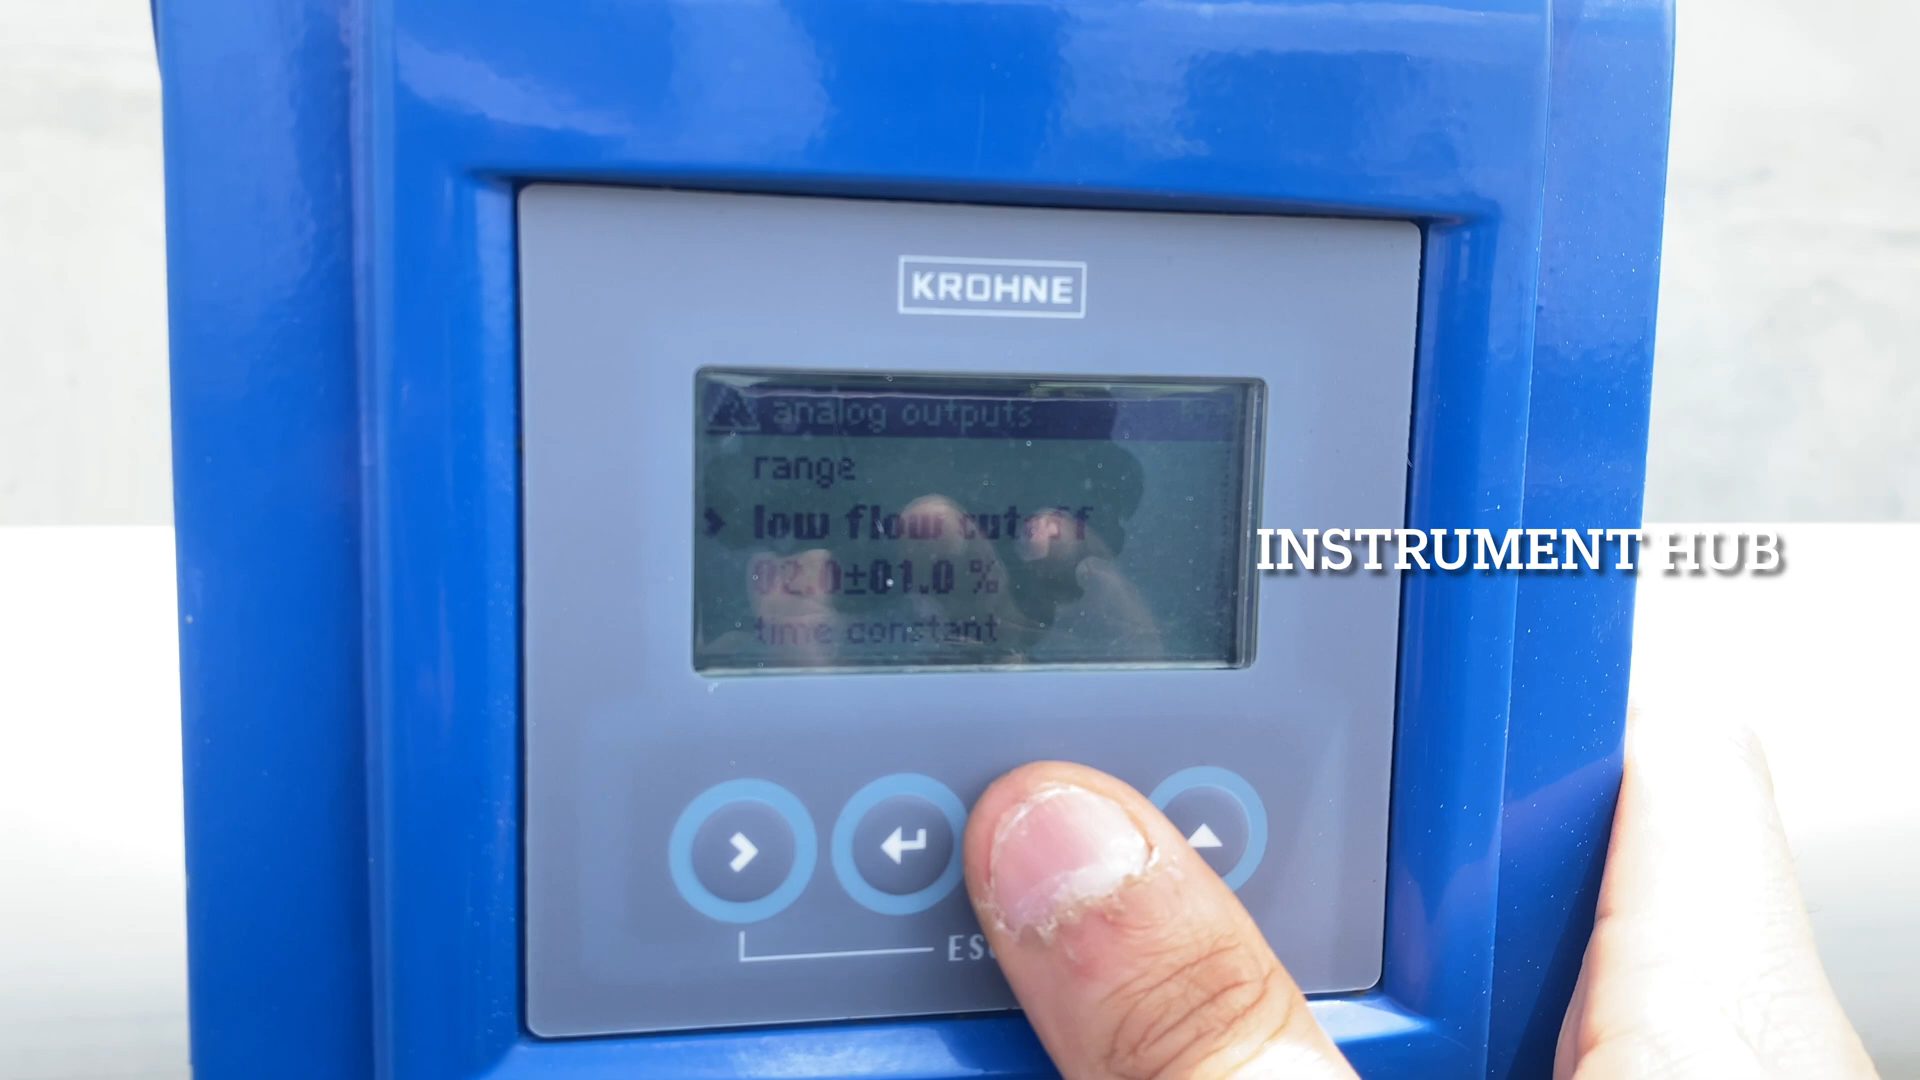 KROHNE
analog outputs
range
low flow cutoff
02.0±01.0 %
time constant
INSTRUMENT HUB